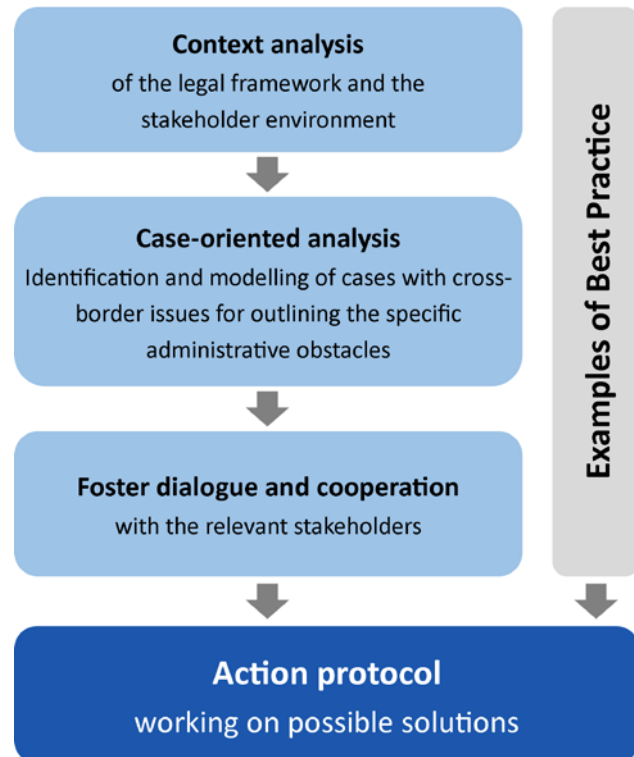 Context analysis
of the legal framework and the
stakeholder environment
Case-oriented analysis
Identification and modelling of cases with cross-
border issues for outlining the specific
administrative obstacles
Foster dialogue and cooperation
with the relevant stakeholders
Examples of Best Practice
Action protocol
working on possible solutions